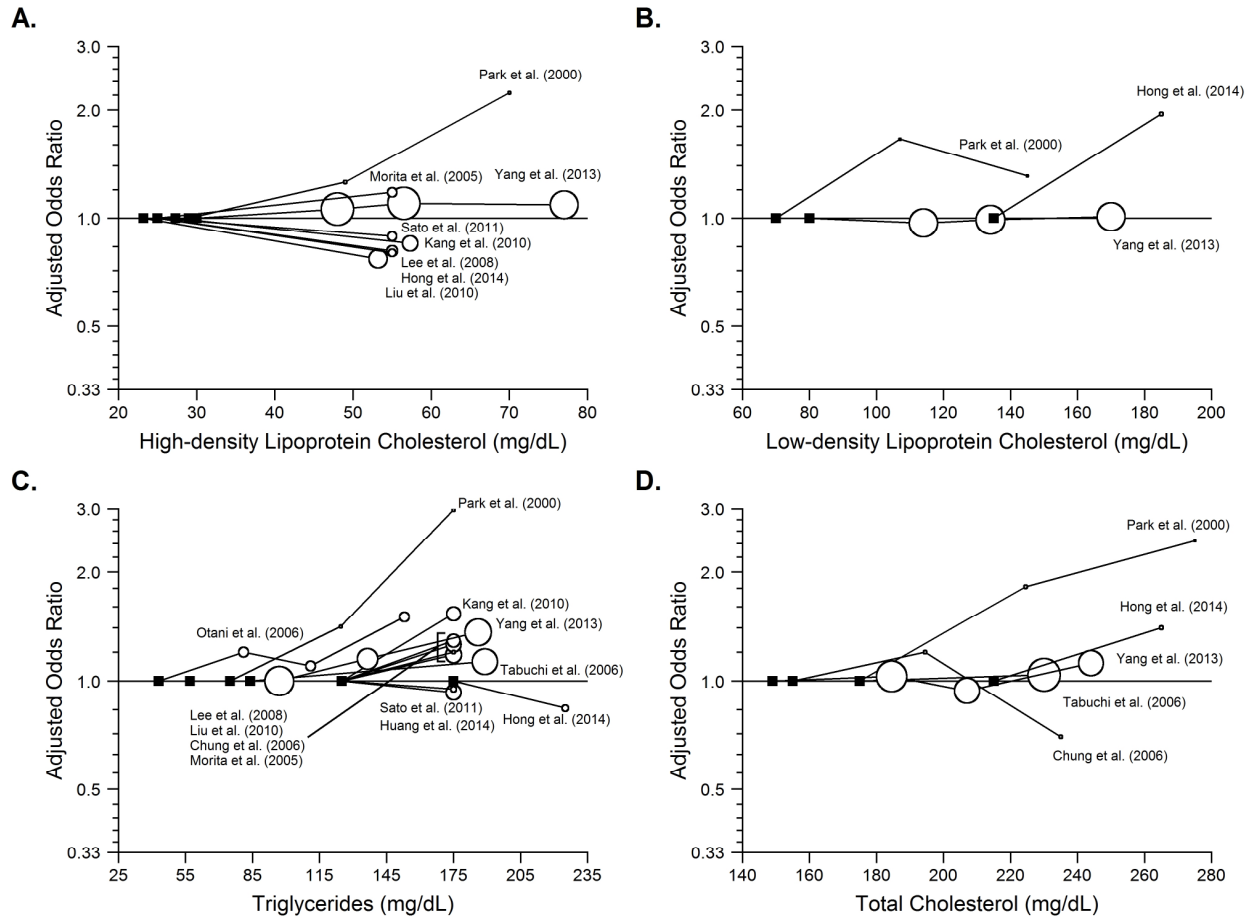 A.
3.0
2.0
1.0
0.5
0.33
Adjusted Odds Ratio
Park et al. (2000)
Morita et al. (2005)
Yang et al. (2013)
Sato et al. (2011)
Kang et al. (2010)
Lee et al. (2008)
Hong et al. (2014)
Liu et al. (2010)
20 30 40 50 60 70 80
High-density Lipoprotein Cholesterol (mg/dL)
B.
3.0
2.0
1.0
0.5
0.33
Adjusted Odds Ratio
Hong et al. (2014)
Park et al. (2000)
Yang et al. (2013)
60 80 100 120 140 160 180 200
Low-density Lipoprotein Cholesterol (mg/dL)
C.
3.0
2.0
1.0
0.5
0.33
Adjusted Odds Ratio
Park et al. (2000)
Kang et al. (2010)
Otani et al. (2006)
Yang et al. (2013)
Tabuchi et al. (2006)
Lee et al. (2008)
Liu et al. (2010)
Chung et al. (2006)
Morita et al. (2005)
Sato et al. (2011)
Huang et al. (2014)
Hong et al. (2014)
25 55 85 115 145 175 205 235
Triglycerides (mg/dL)
D.
3.0
2.0
1.0
0.5
0.33
Adjusted Odds Ratio
Park et al. (2000)
Hong et al. (2014)
Yang et al. (2013)
Tabuchi et al. (2006)
Chung et al. (2006)
140 160 180 200 220 240 260 280
Total Cholesterol (mg/dL)